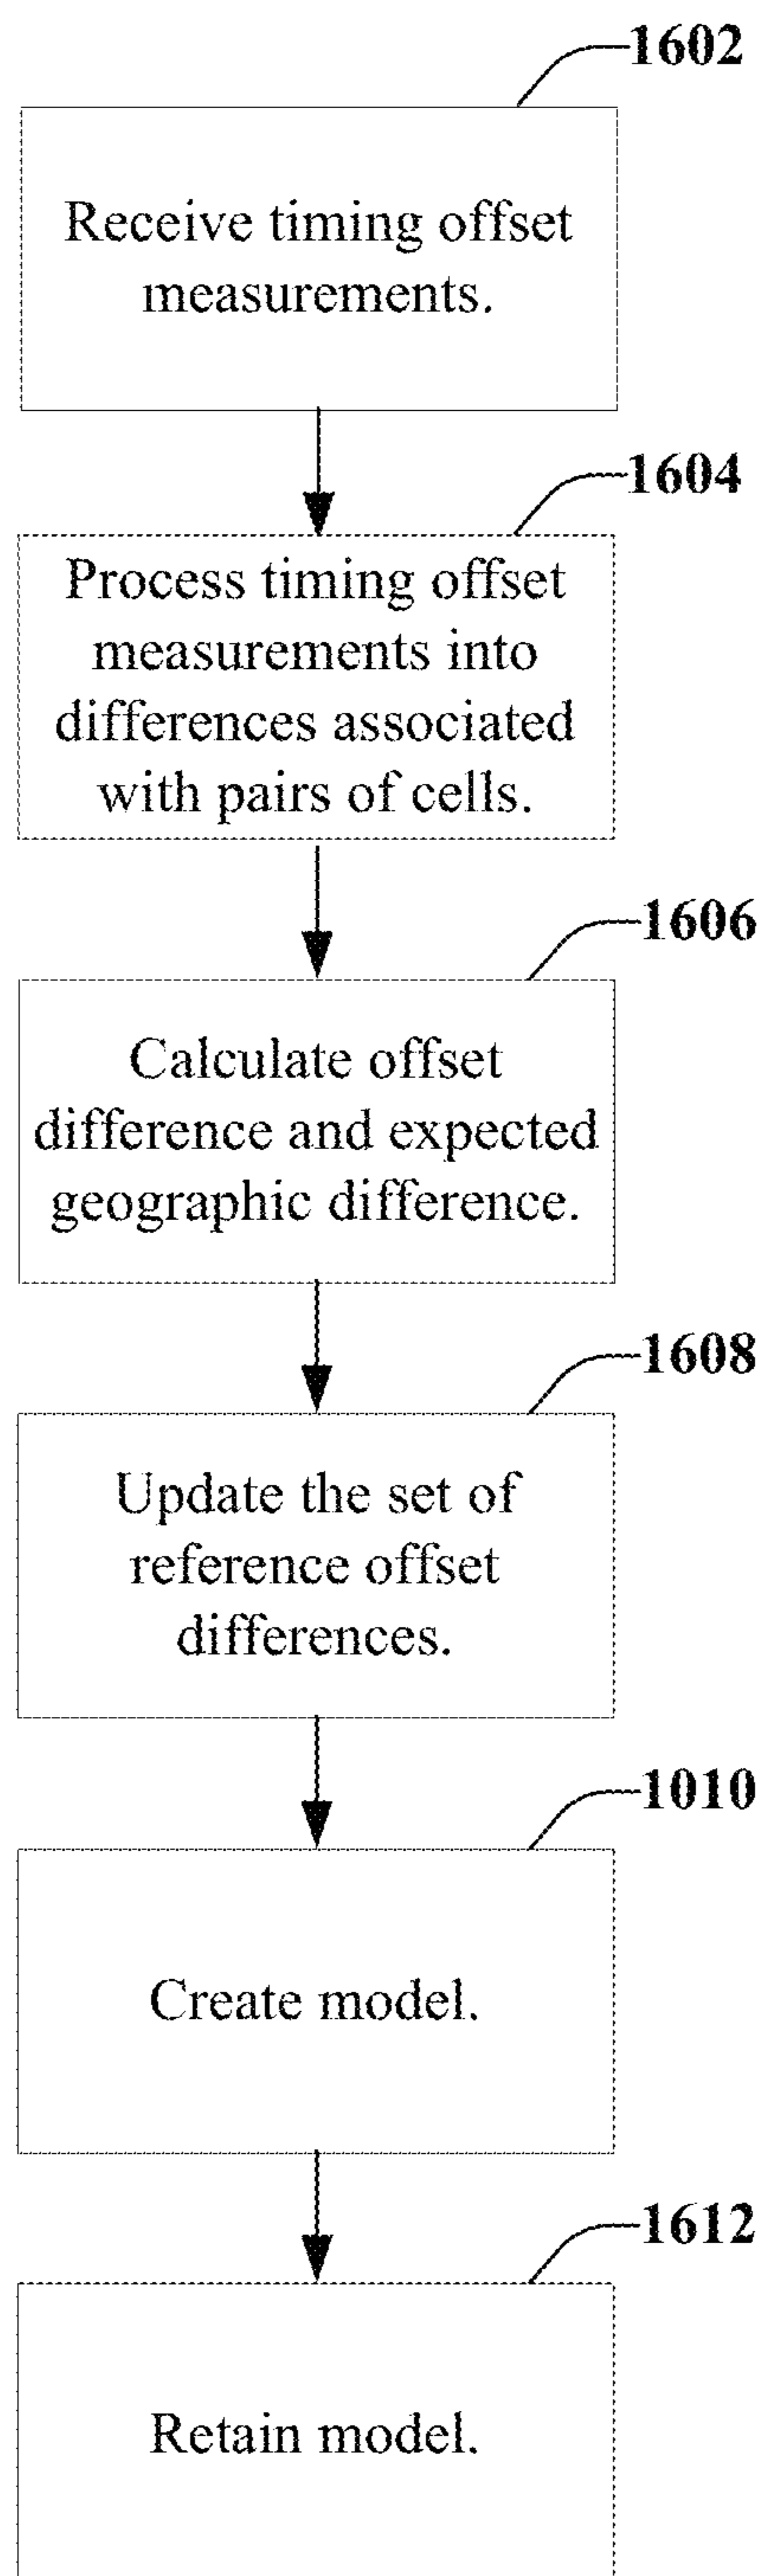 1602
Receive timing offset
measurements.
1604
Process timing offset
measurements into
differences associated
with pairs of cells.
1606
Calculate offset
difference and expected
geographic difference.
1608
Update the set of
reference offset
differences.
1010
Create model.
1612
Retain model.